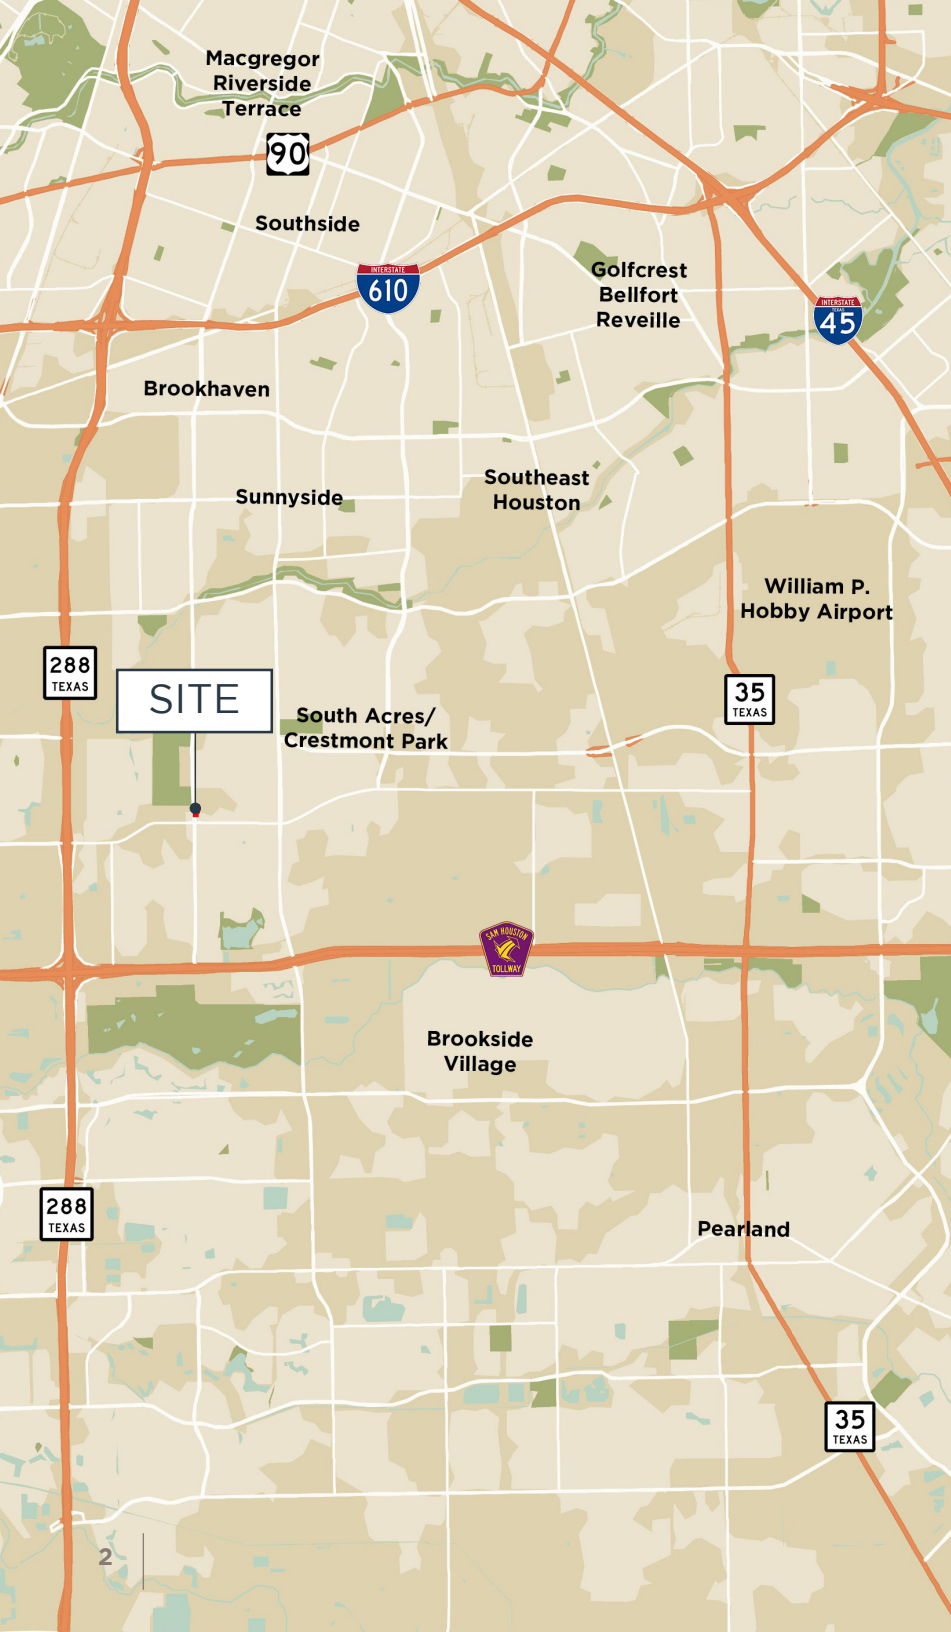 Macgregor
Riverside
Terrace
90
Southside
INTERSTATE
610
Golfcrest
Bellfort
Reveille
INTERSTATE
TEXAS
45
Brookhaven
Sunnyside
Southeast
Houston
William P.
Hobby Airport
288
TEXAS
SITE
35
TEXAS
South Acres/
Crestmont Park
SAM HOUSTON
TOLLWAY
Brookside
Village
288
TEXAS
Pearland
35
TEXAS
2